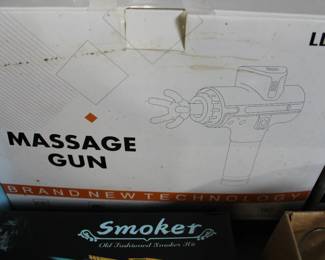 MASSAGE
GUN
BRAND NEW TECHNOLOGY
Smoker
Old Fashioned Smoker Kit